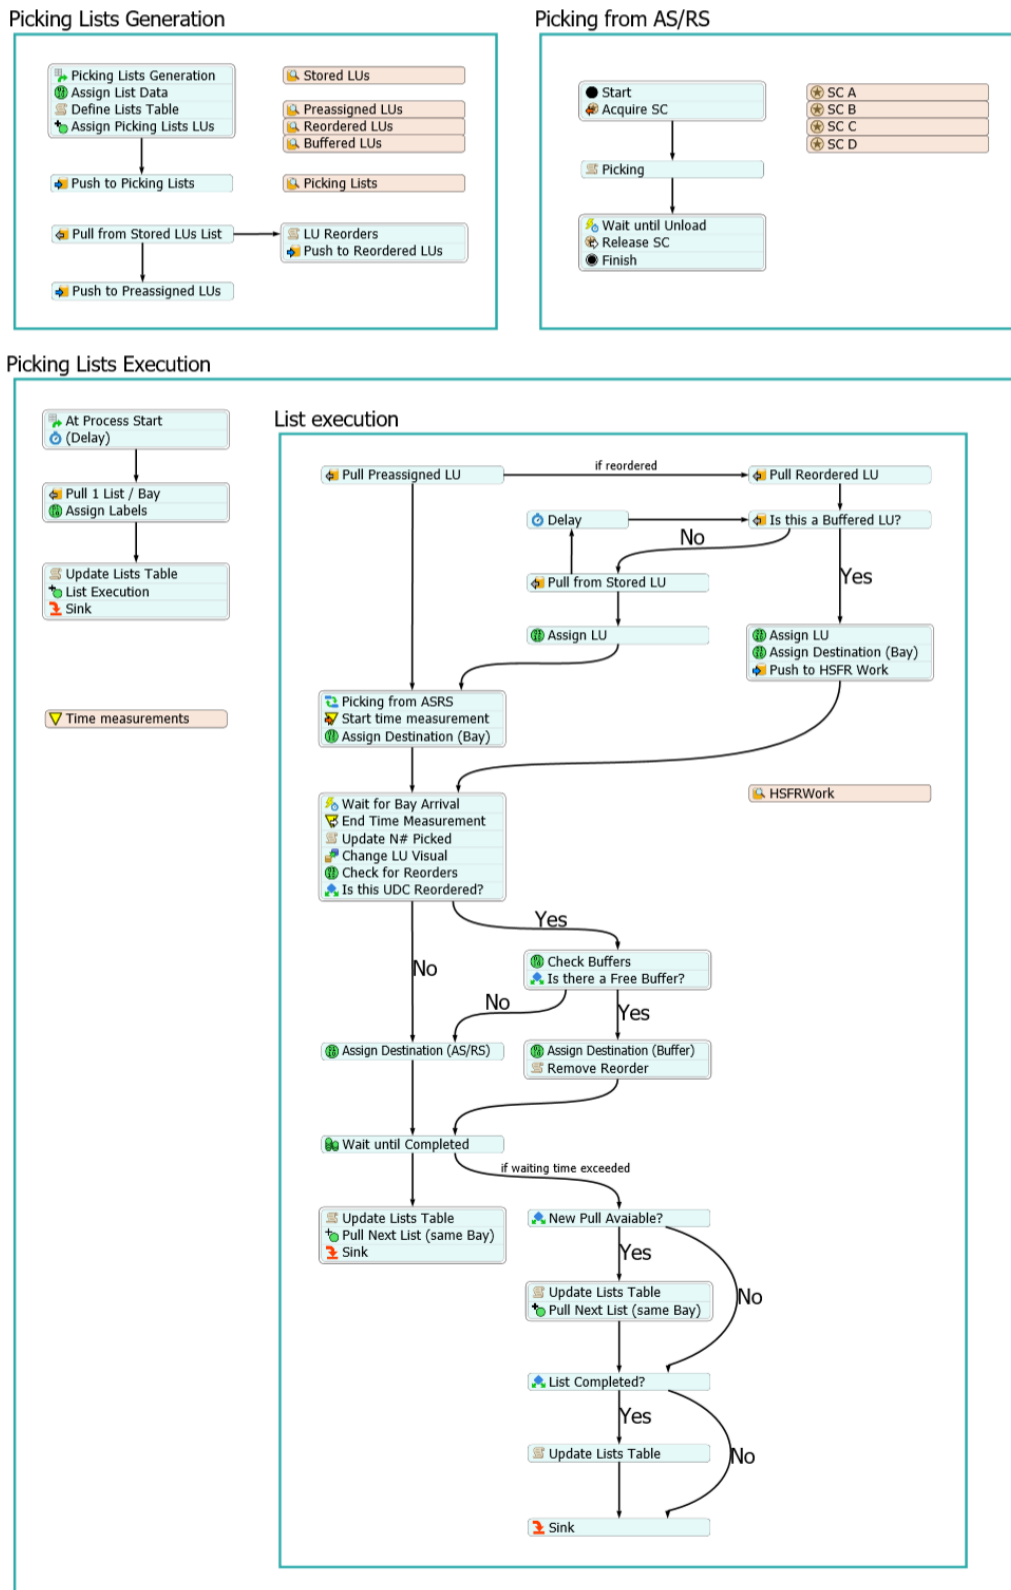 Picking Lists Generation
Picking Lists Generation
Assign List Data
Define Lists Table
Assign Picking Lists LUs
Stored LUs
Preassigned LUs
Reordered LUs
Buffered LUs
Push to Picking Lists
Picking Lists
Pull from Stored LUs List
LU Reorders
Push to Reordered LUs
Push to Preassigned LUs
Picking from AS/RS
Start
Acquire SC
SC A
SC B
SC C
SC D
Picking
Wait until Unload
Release SC
Finish
Picking Lists Execution
At Process Start
(Delay)
Pull 1 List / Bay
Assign Labels
Update Lists Table
List Execution
Sink
Time measurements
List execution
Pull Preassigned LU
if reordered
Pull Reordered LU
Delay
Is this a Buffered LU?
No
Yes
Pull from Stored LU
Assign LU
Assign LU
Assign Destination (Bay)
Push to HSFR Work
Picking from ASRS
Start time measurement
Assign Destination (Bay)
HSFRWork
Wait for Bay Arrival
End Time Measurement
Update N# Picked
Change LU Visual
Check for Reorders
Is this UDC Reordered?
Yes
No
Check Buffers
Is there a Free Buffer?
No
Yes
Assign Destination (AS/RS)
Assign Destination (Buffer)
Remove Reorder
Wait until Completed
if waiting time exceeded
Update Lists Table
Pull Next List (same Bay)
Sink
New Pull Avaiable?
Yes
No
Update Lists Table
Pull Next List (same Bay)
List Completed?
Yes
No
Update Lists Table
Sink